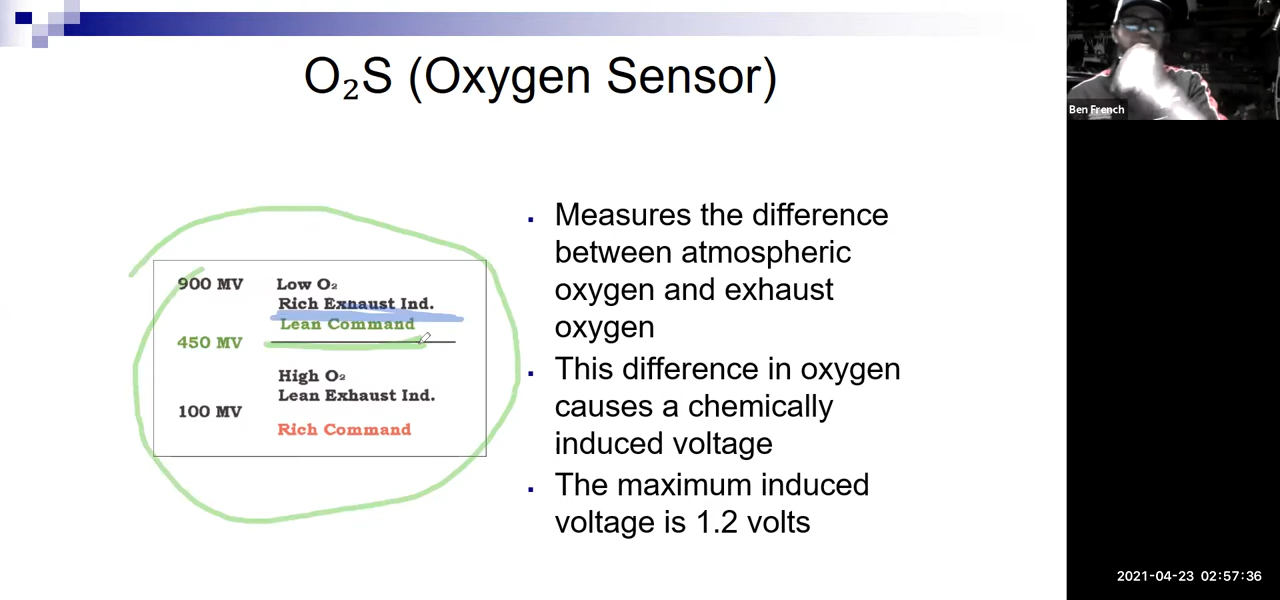 O₂S (Oxygen Sensor)
900 MV
Low O₂
Rich Exhaust Ind.
Lean Command
450 MV
High O₂
Lean Exhaust Ind.
100 MV
Rich Command
▪ Measures the difference
between atmospheric
oxygen and exhaust
oxygen
▪ This difference in oxygen
causes a chemically
induced voltage
▪ The maximum induced
voltage is 1.2 volts
Ben French
2021-04-23 02:57:36